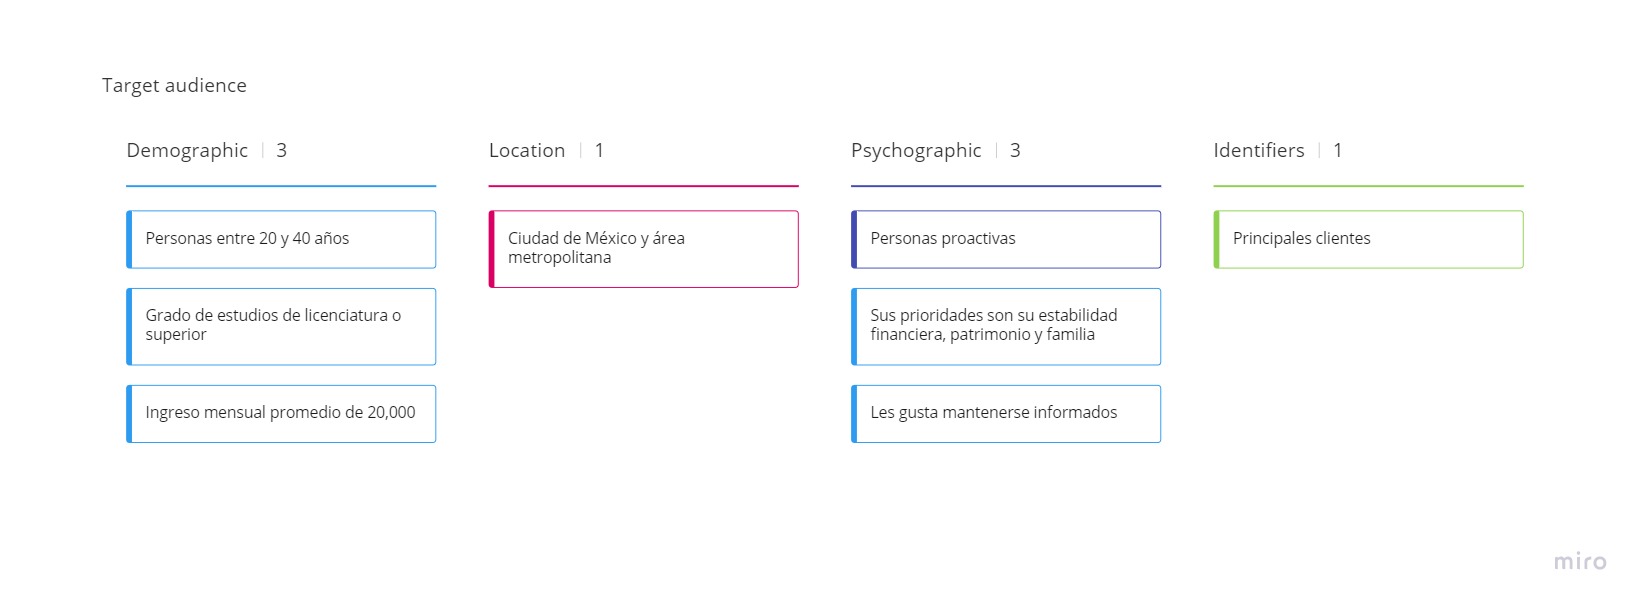 Target audience
Demographic | 3
Personas entre 20 y 40 años
Grado de estudios de licenciatura o
superior
Ingreso mensual promedio de 20,000
Location | 1
Ciudad de México y área
metropolitana
Psychographic | 3
Personas proactivas
Sus prioridades son su estabilidad
financiera, patrimonio y familia
Les gusta mantenerse informados
Identifiers | 1
Principales clientes
miro